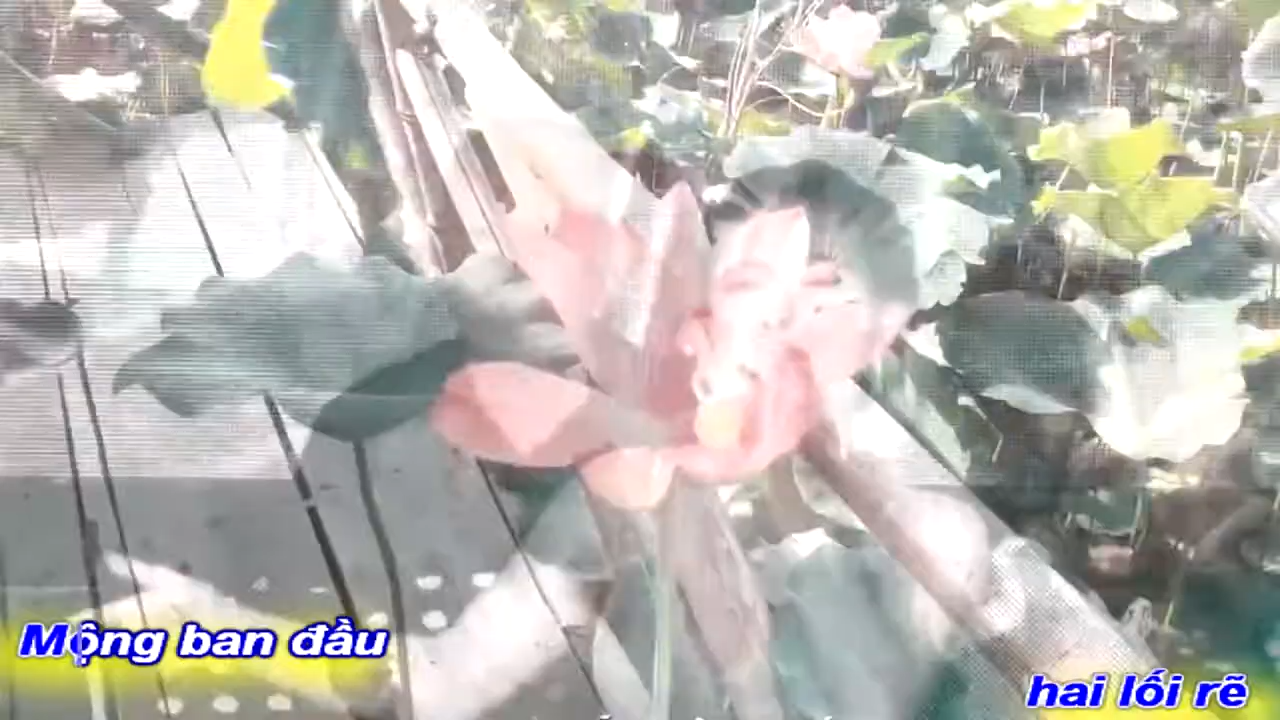 Mộng ban đầu
hai lối rẽ